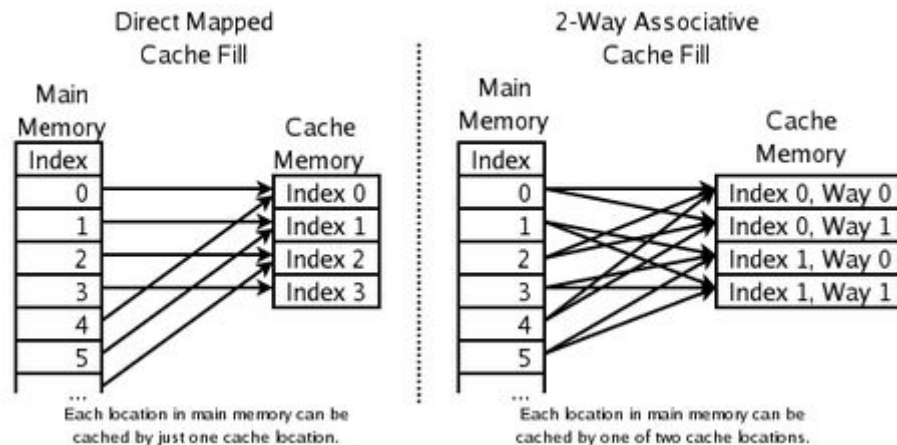 Direct Mapped
Cache Fill
Main
Memory
Cache
Memory
Index
0
1
2
3
4
5
...
Index 0
Index 1
Index 2
Index 3
Each location in main memory can be
cached by just one cache location.
2-Way Associative
Cache Fill
Main
Memory
Cache
Memory
Index
0
1
2
3
4
5
...
Index 0, Way 0
Index 0, Way 1
Index 1, Way 0
Index 1, Way 1
Each location in main memory can be
cached by one of two cache locations.